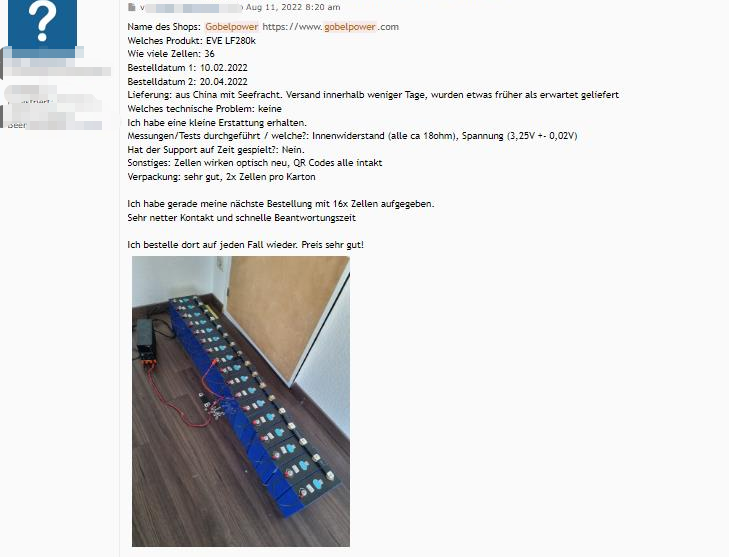 Aug 11, 2022 8:20 am
Name des Shops: Gobelpower https://www.gobelpower.com
Welches Produkt: EVE LF280k
Wie viele Zellen: 36
Bestelldatum 1: 10.02.2022
Bestelldatum 2: 20.04.2022
Lieferung: aus China mit Seefracht. Versand innerhalb weniger Tage, wurden etwas früher als erwartet geliefert
Welches technische Problem: keine
Ich habe eine kleine Erstattung erhalten.
Messungen/Tests durchgeführt / welche?: Innenwiderstand (alle ca 18ohm), Spannung (3,25V +- 0,02V)
Hat der Support auf Zeit gespielt?: Nein.
Sonstiges: Zellen wirken optisch neu, QR Codes alle intakt
Verpackung: sehr gut, 2x Zellen pro Karton
Ich habe gerade meine nächste Bestellung mit 16x Zellen aufgegeben.
Sehr netter Kontakt und schnelle Beantwortungszeit
Ich bestelle dort auf jeden Fall wieder. Preis sehr gut!